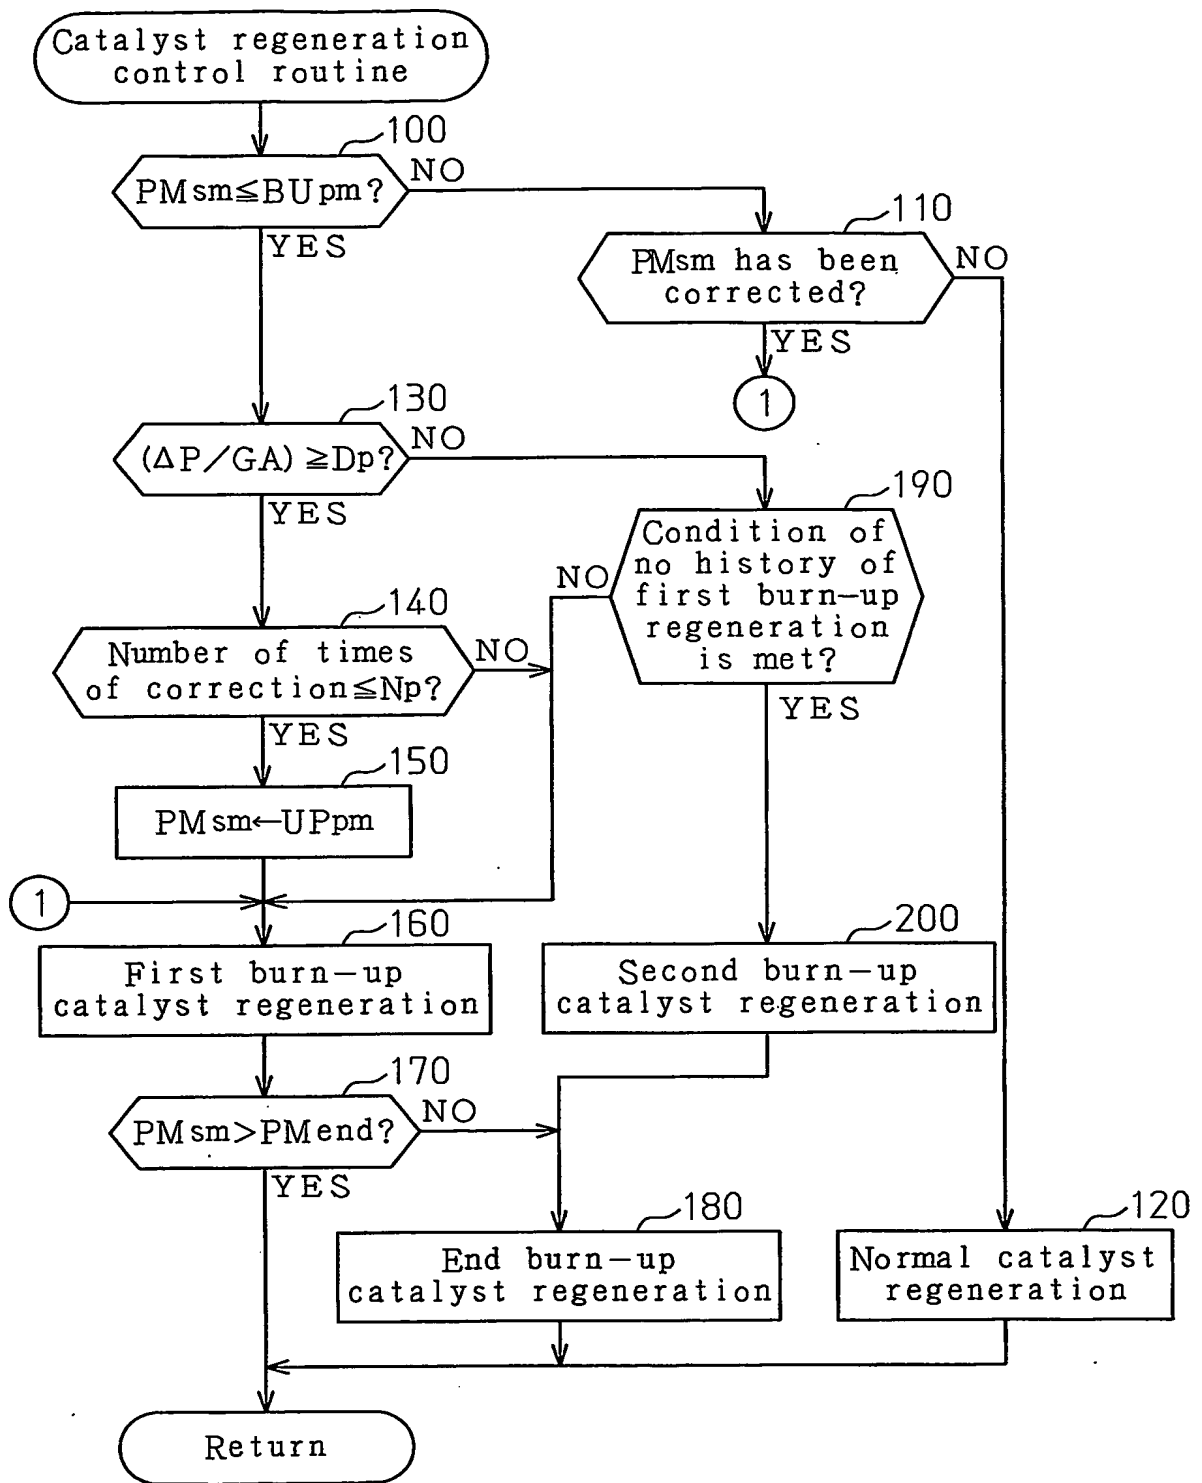 Catalyst regeneration
control routine
100
PMsm≦BUpm?
NO
YES
110
PMsm has been
corrected?
NO
YES
1
130
(ΔP/GA) ≧Dp?
NO
YES
190
Condition of
no history of
first burn-up
regeneration
is met?
NO
YES
140
Number of times
of correction≦Np?
NO
YES
150
PMsm←UPpm
1
160
First burn-up
catalyst regeneration
200
Second burn-up
catalyst regeneration
170
PMsm>PMend?
NO
YES
180
End burn-up
catalyst regeneration
120
Normal catalyst
regeneration
Return